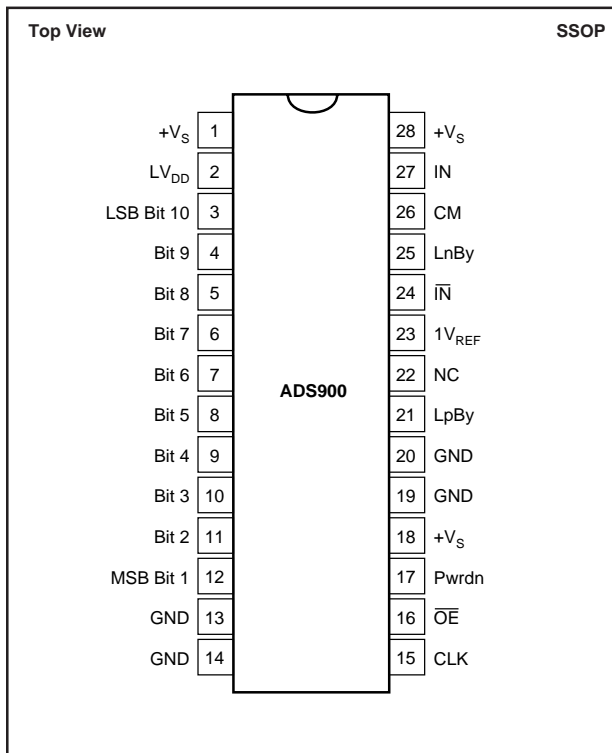 Top View SSOP
+VS 1 28 +VS
LVDD 2 27 IN
LSB Bit 10 3 26 CM
Bit 9 4 25 LnBy
Bit 8 5 24 I̅N̅
Bit 7 6 23 1VREF
Bit 6 7 22 NC
ADS900
Bit 5 8 21 LpBy
Bit 4 9 20 GND
Bit 3 10 19 GND
Bit 2 11 18 +VS
MSB Bit 1 12 17 Pwrdn
GND 13 16 O̅E̅
GND 14 15 CLK